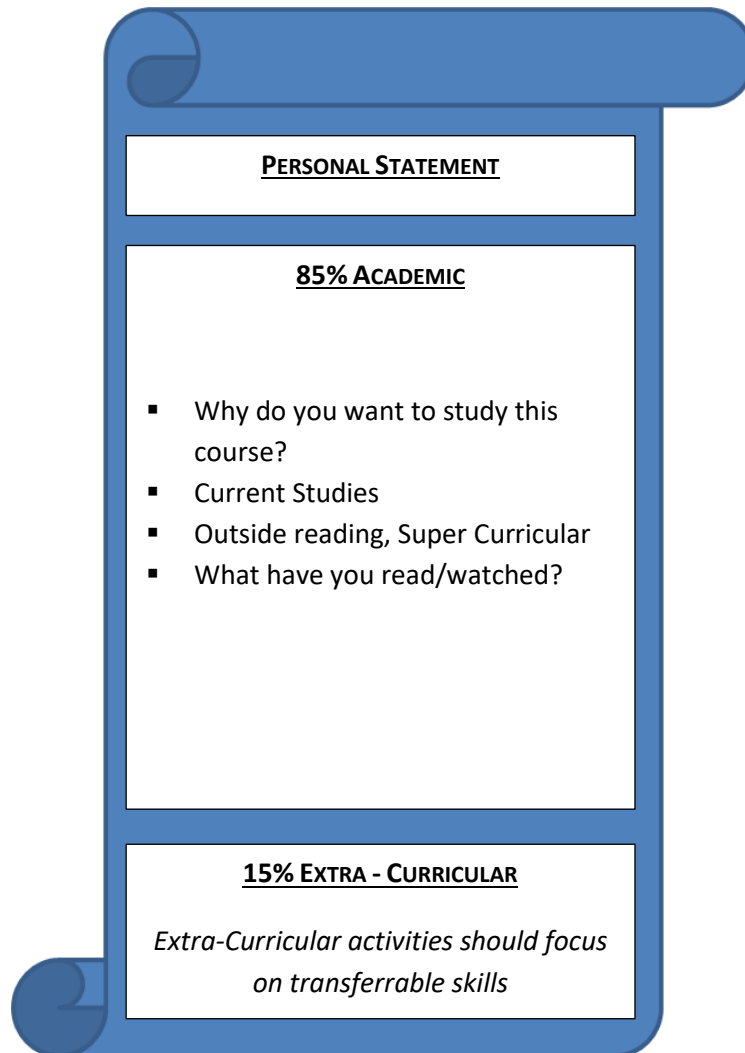 PERSONAL STATEMENT
85% ACADEMIC
▪ Why do you want to study this
course?
▪ Current Studies
▪ Outside reading, Super Curricular
▪ What have you read/watched?
15% EXTRA - CURRICULAR
Extra-Curricular activities should focus
on transferrable skills